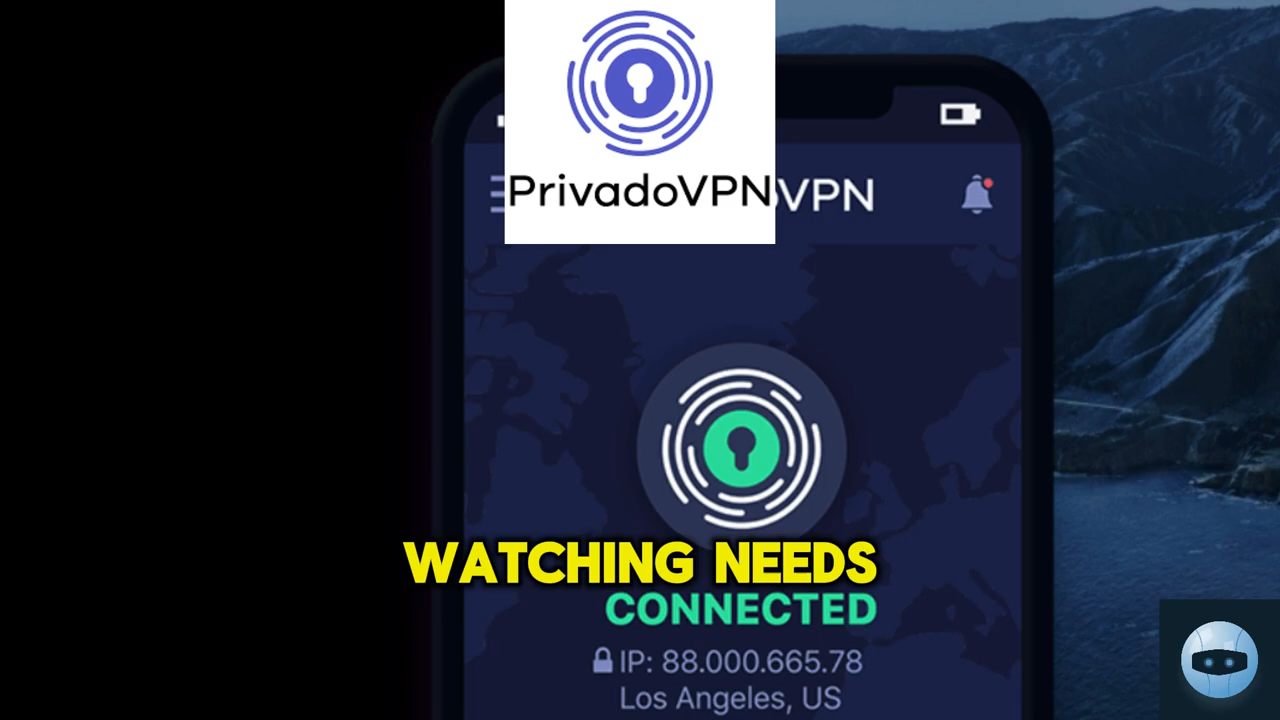 PrivadoVPN
VPN
WATCHING NEEDS
CONNECTED
IP: 88.000.665.78
Los Angeles, US